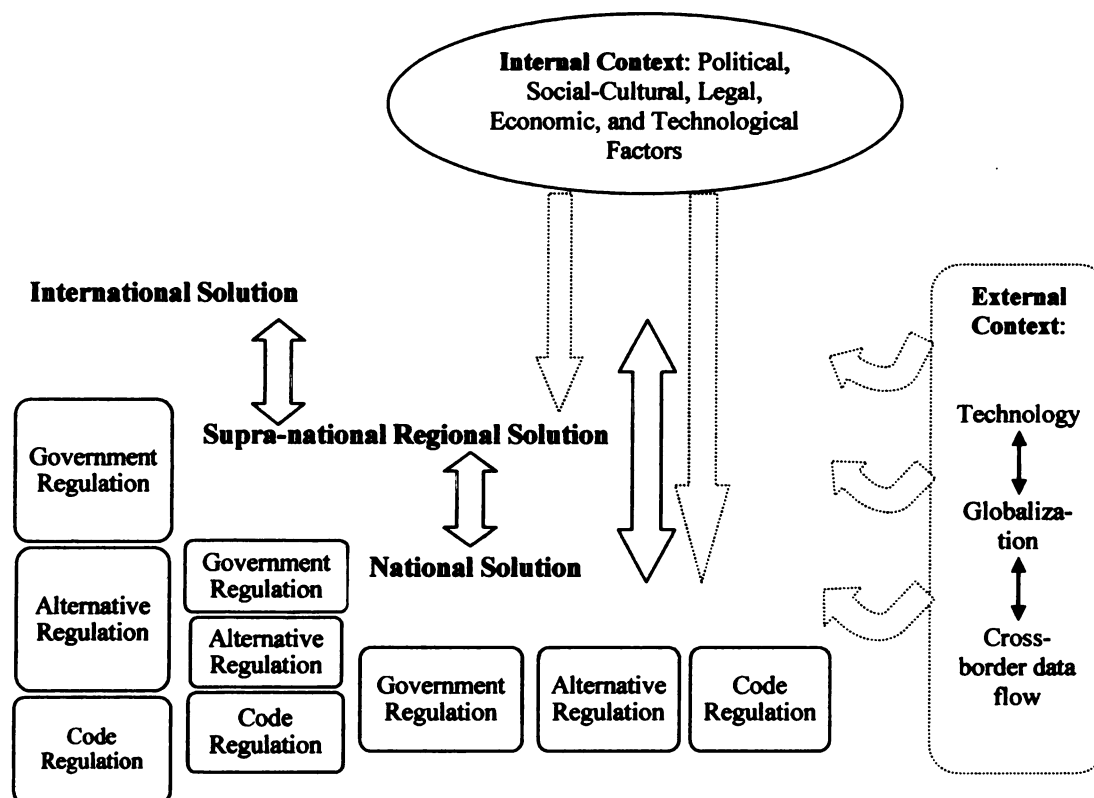 Internal Context: Political,
Social-Cultural, Legal,
Economic, and Technological
Factors
International Solution
External
Context:
Technology
Globaliza-
tion
Cross-
border data
flow
Supra-national Regional Solution
National Solution
Government
Regulation
Alternative
Regulation
Code
Regulation
Government
Regulation
Alternative
Regulation
Code
Regulation
Government
Regulation
Alternative
Regulation
Code
Regulation